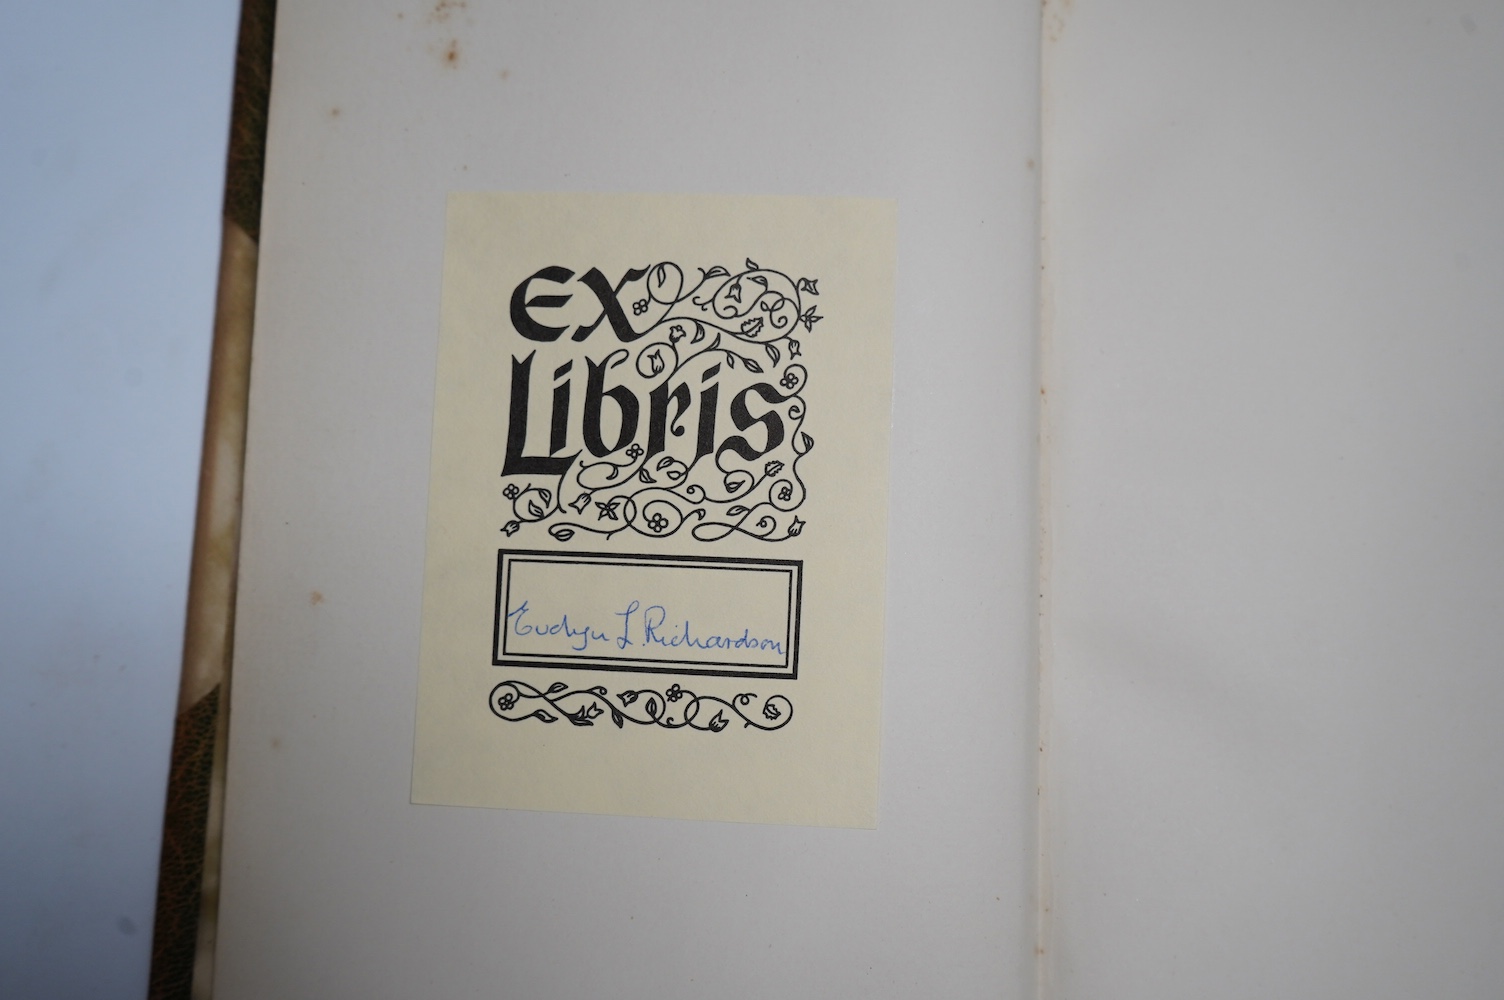 Ex
Libris
Evelyn L. Richardson